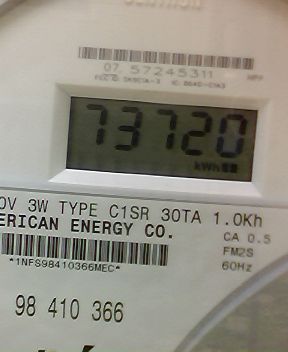 07. 57245311
73720
kWh
0V 3W TYPE C1SR 30TA 1.0Kh
ERICAN ENERGY CO.
CA 0.5
FM2S
60Hz
*1NFS98410366MEC*
98 410 366